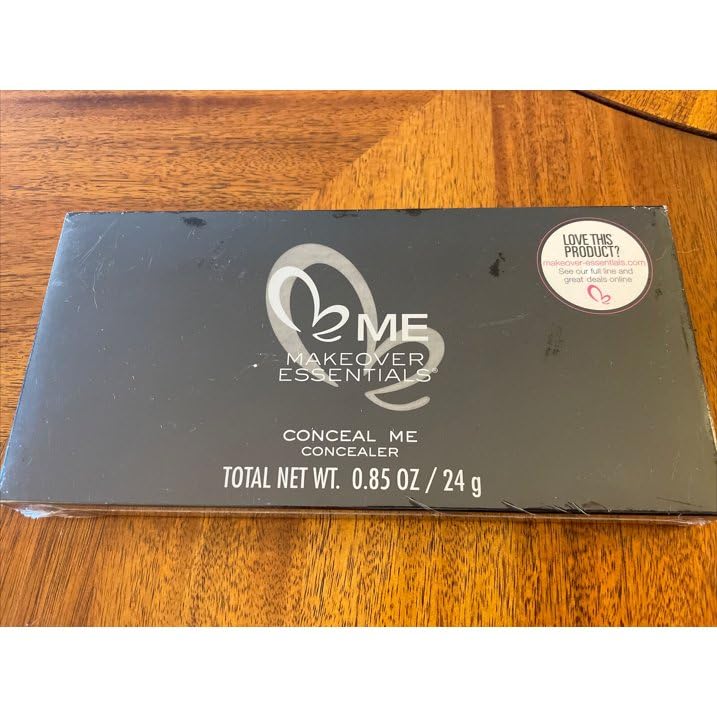 LOVE THIS
PRODUCT?
makeover-essentials.com
See our full line and
great deals online
ME
MAKEOVER
ESSENTIALS®
CONCEAL ME
CONCEALER
TOTAL NET WT. 0.85 OZ / 24 g